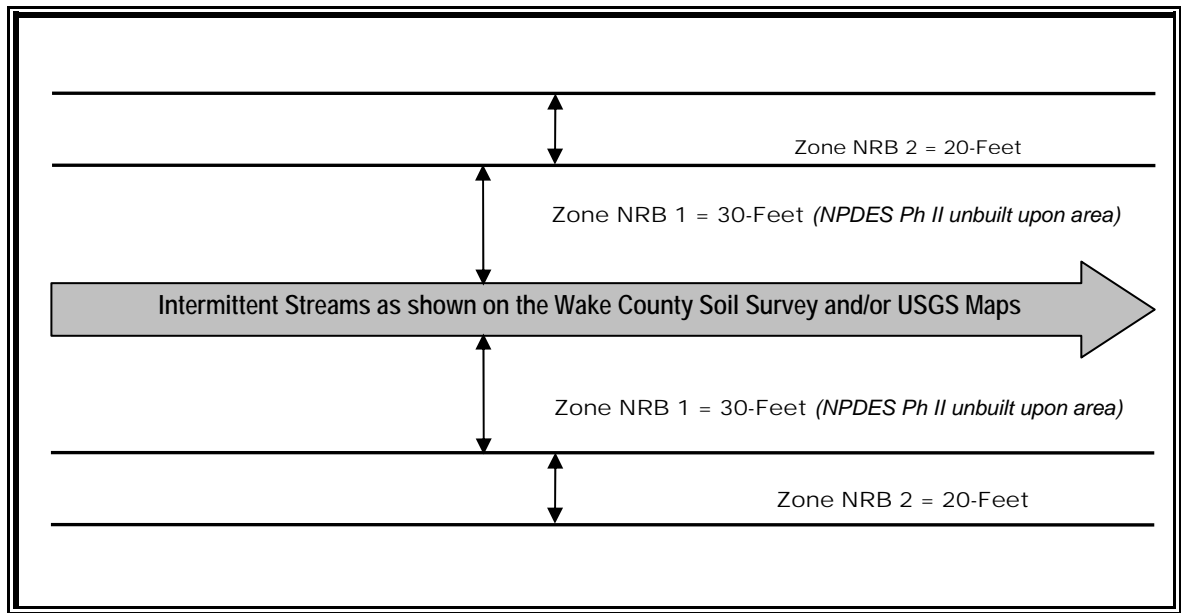 Zone NRB 2 = 20-Feet
Zone NRB 1 = 30-Feet (NPDES Ph II unbuilt upon area)
Intermittent Streams as shown on the Wake County Soil Survey and/or USGS Maps
Zone NRB 1 = 30-Feet (NPDES Ph II unbuilt upon area)
Zone NRB 2 = 20-Feet